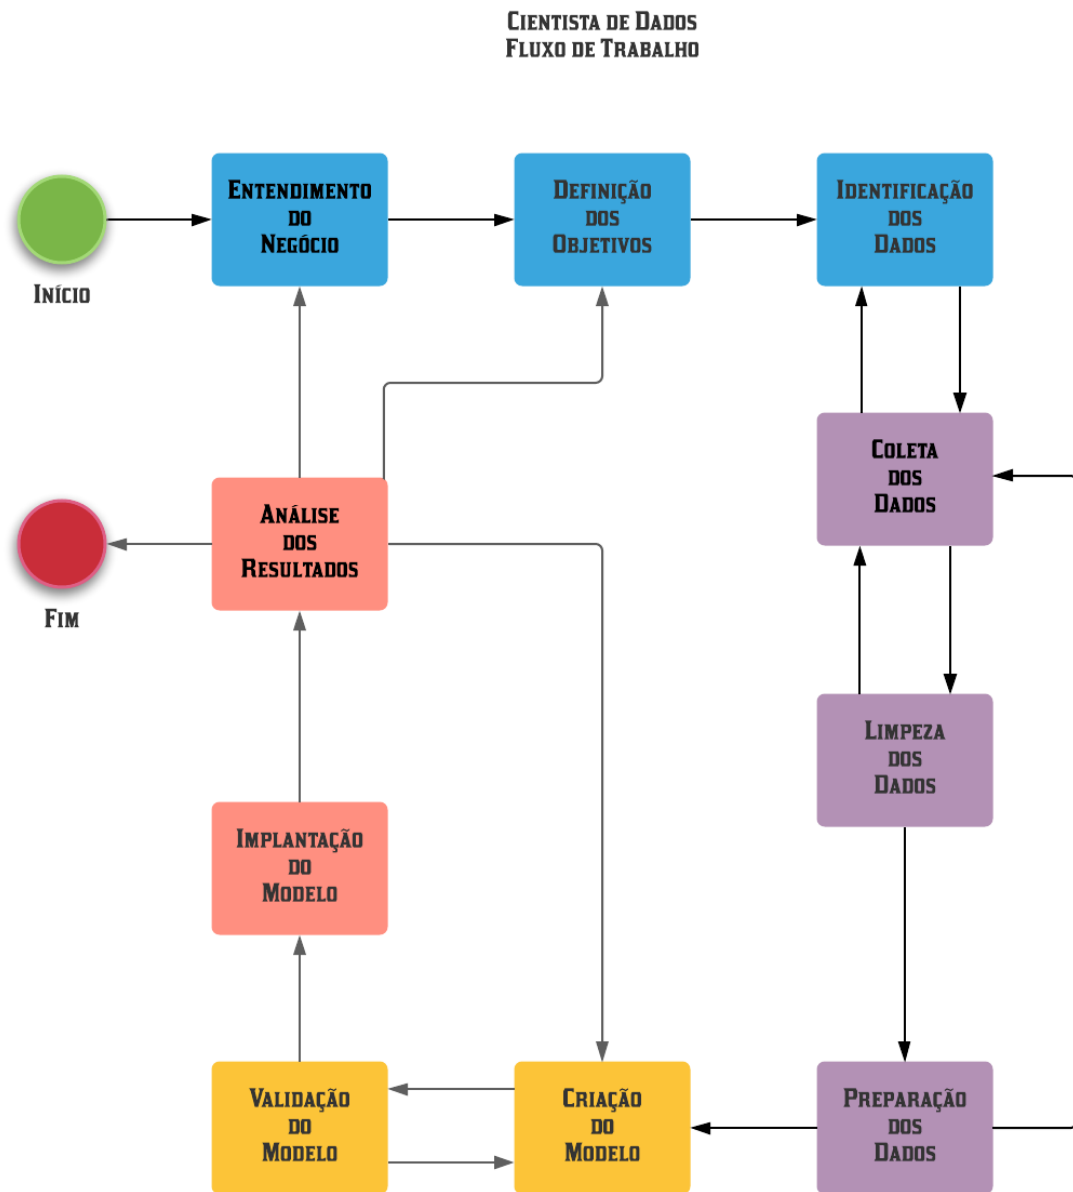 Cientista de Dados
Fluxo de Trabalho
Entendimento
do
Negócio
Definição
dos
Objetivos
Identificação
dos
Dados
Início
Coleta
dos
Dados
Análise
dos
Resultados
Fim
Limpeza
dos
Dados
Implantação
do
Modelo
Validação
do
Modelo
Criação
do
Modelo
Preparação
dos
Dados